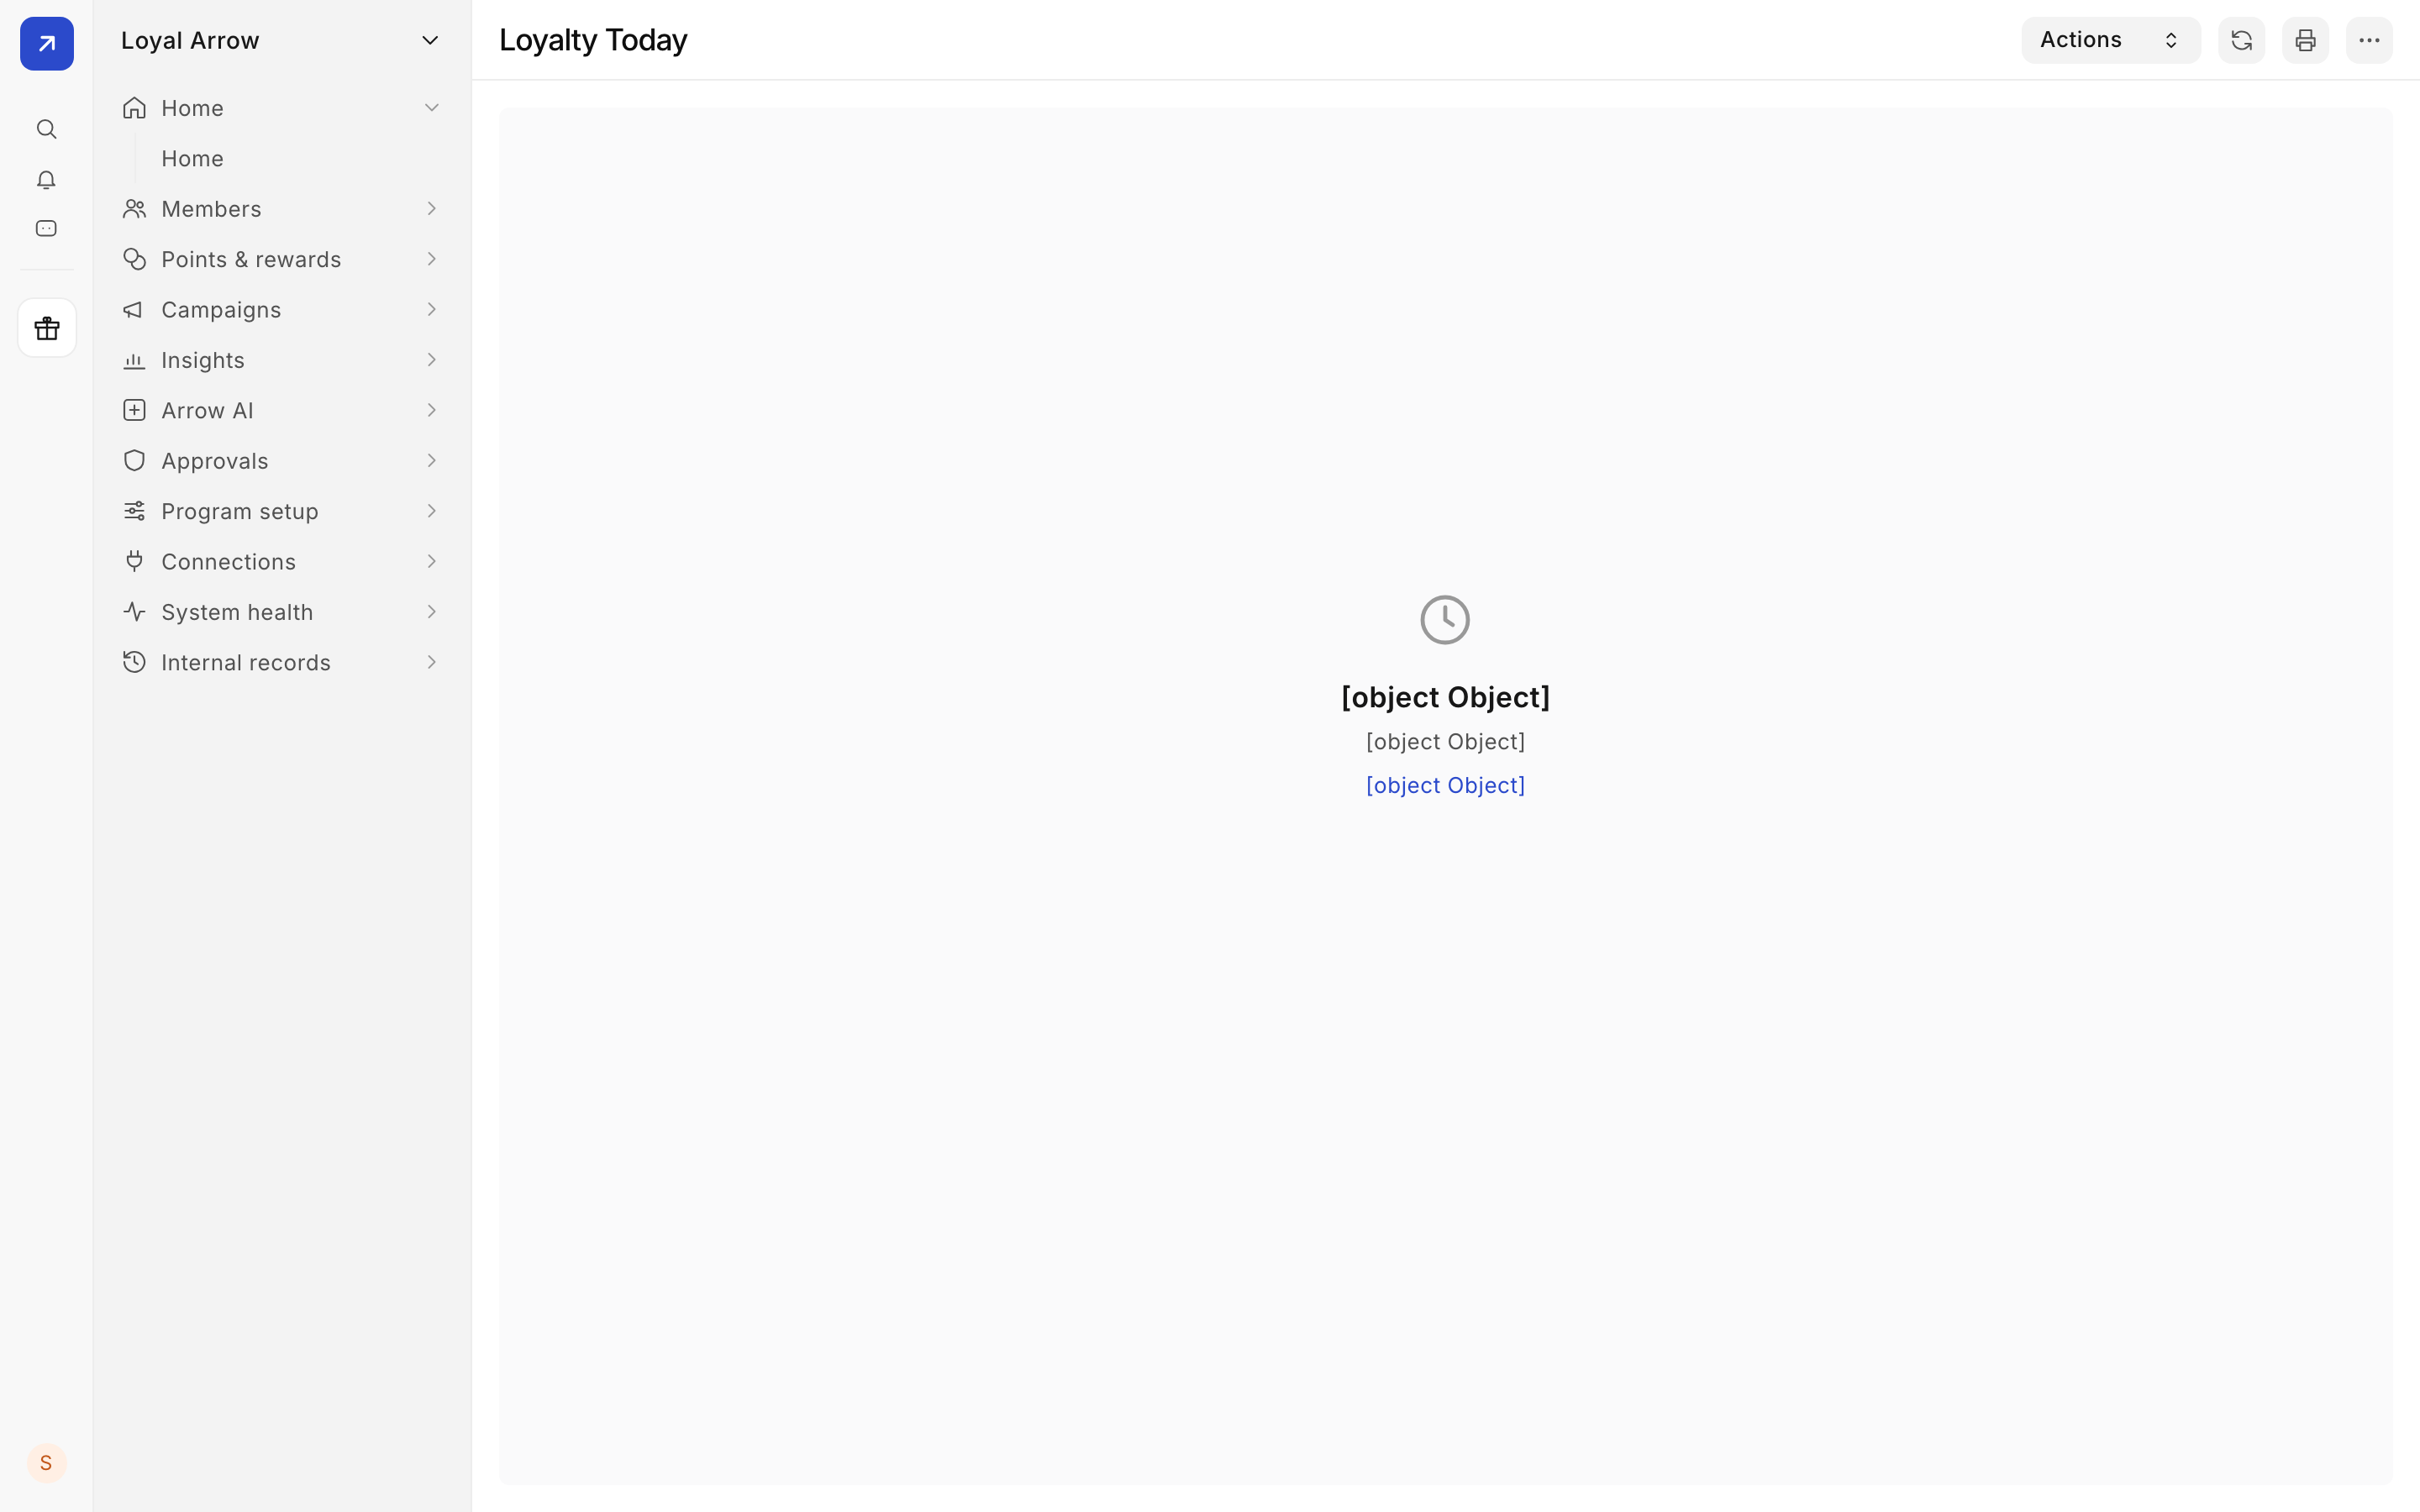 Loyal Arrow
Home
Home
Members
Points & rewards
Campaigns
Insights
Arrow AI
Approvals
Program setup
Connections
System health
Internal records
S
Loyalty Today
Actions
[object Object]
[object Object]
[object Object]